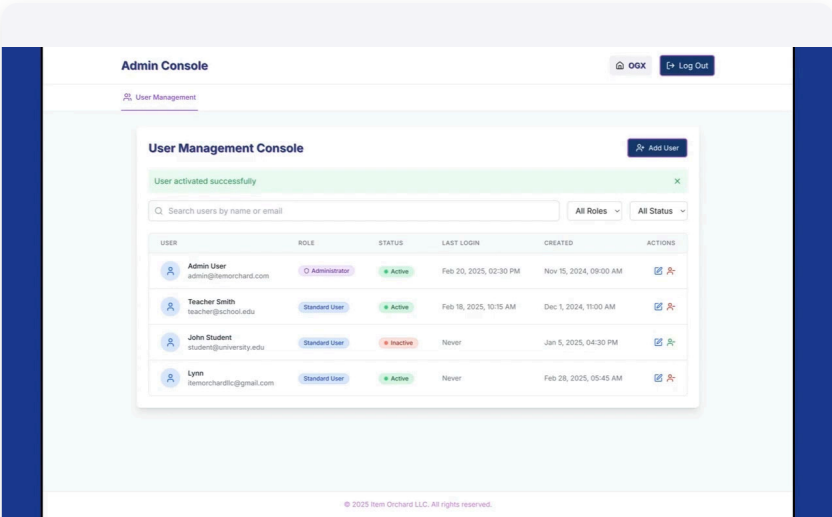 Admin Console
OGX
Log Out
User Management
User Management Console
Add User
User activated successfully
Search users by name or email
All Roles
All Status
USER ROLE STATUS LAST LOGIN CREATED ACTIONS
Admin User
admin@itemorchard.com
Administrator Active Feb 20, 2025, 02:30 PM Nov 15, 2024, 09:00 AM
Teacher Smith
teacher@school.edu
Standard User Active Feb 18, 2025, 10:15 AM Dec 1, 2024, 11:00 AM
John Student
student@university.edu
Standard User Inactive Never Jan 5, 2025, 04:30 PM
Lynn
itemorchardllc@gmail.com
Standard User Active Never Feb 28, 2025, 05:45 AM
© 2025 Item Orchard LLC. All rights reserved.